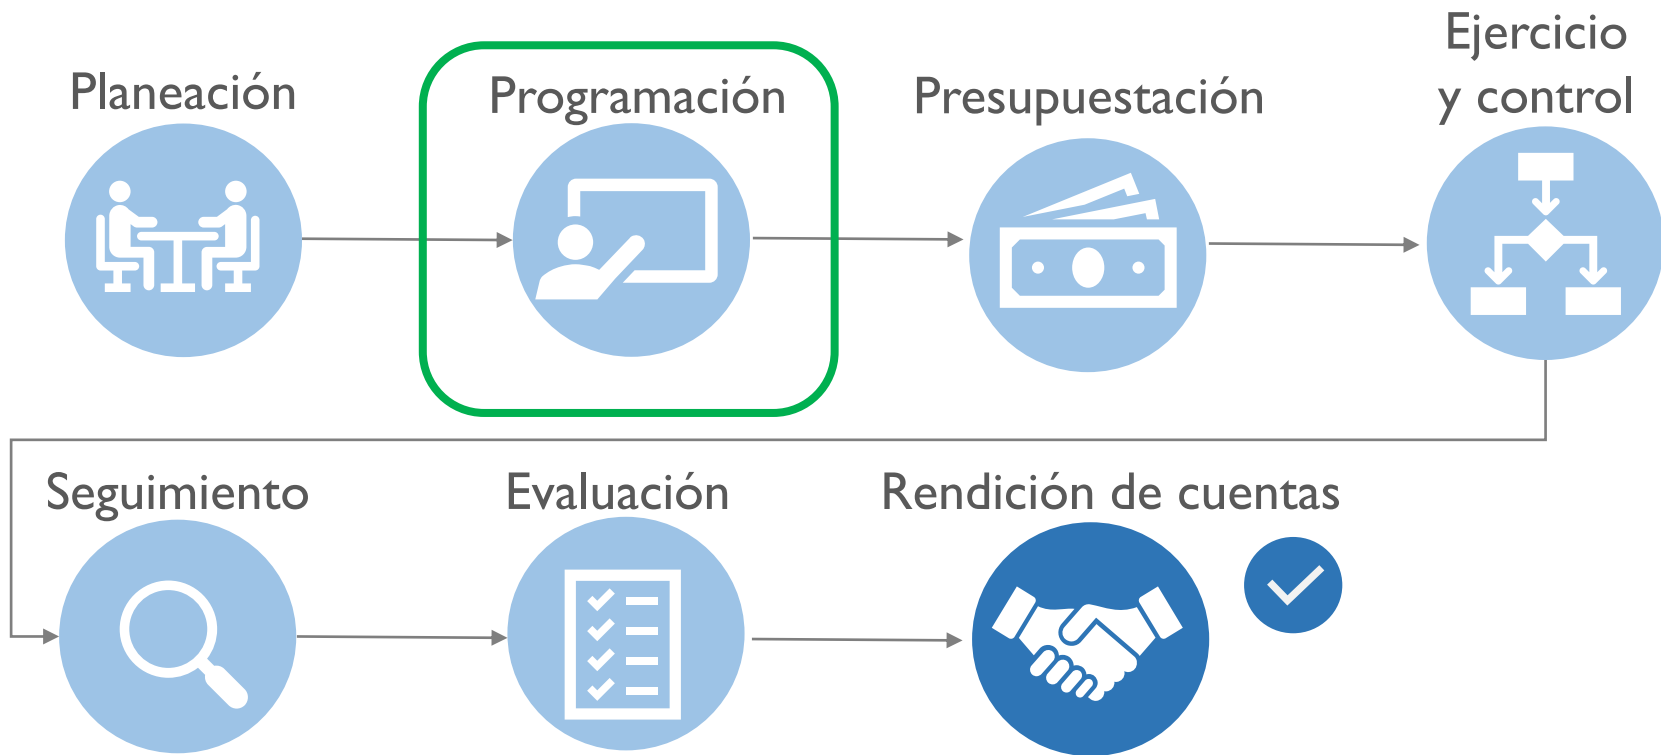 Planeación
Programación
Presupuestación
Ejercicio
y control
Seguimiento
Evaluación
Rendición de cuentas